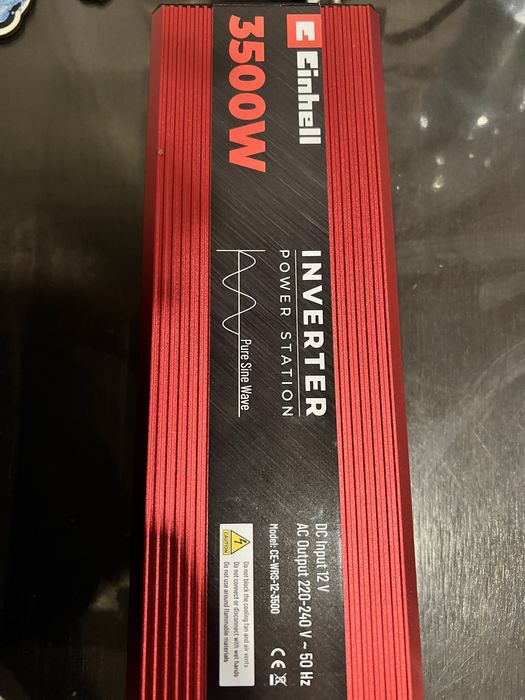 Einhell
3500W
INVERTER
POWER STATION
Pure Sine Wave
DC Input 12 V
AC Output 220-240 V ~ 50 Hz
Model: CE-WRS-12-3500
CE
CAUTION
Do not block the cooling fan and air vents
Do not connect or disconnect with wet hands
Do not use around flammable materials